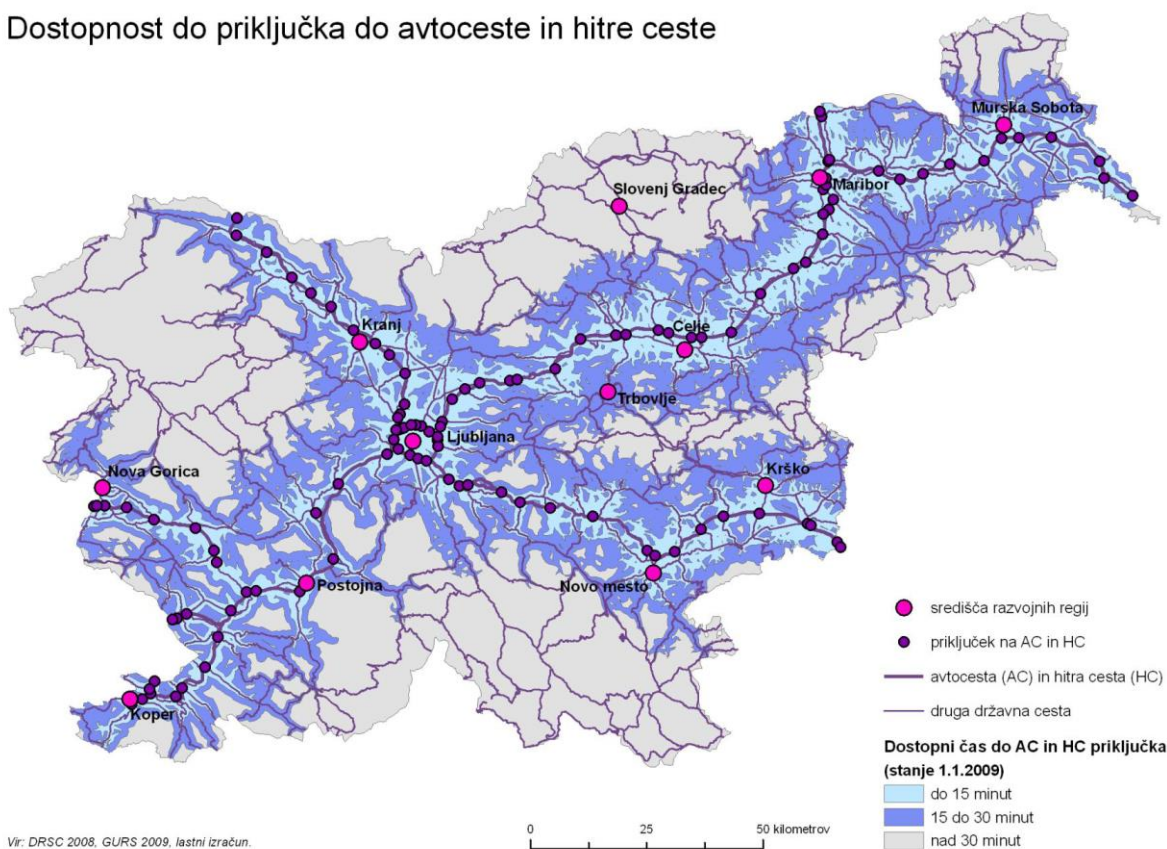 Dostopnost do priključka do avtoceste in hitre ceste
Murska Sobota
Maribor
Slovenj Gradec
Kranj
Celje
Trbovlje
Ljubljana
Nova Gorica
Krško
Postojna
Novo mesto
Koper
središča razvojnih regij
priključek na AC in HC
avtocesta (AC) in hitra cesta (HC)
druga državna cesta
Dostopni čas do AC in HC priključka
(stanje 1.1.2009)
do 15 minut
15 do 30 minut
nad 30 minut
0 25 50 kilometrov
Vir: DRSC 2008, GURS 2009, lastni izračun.